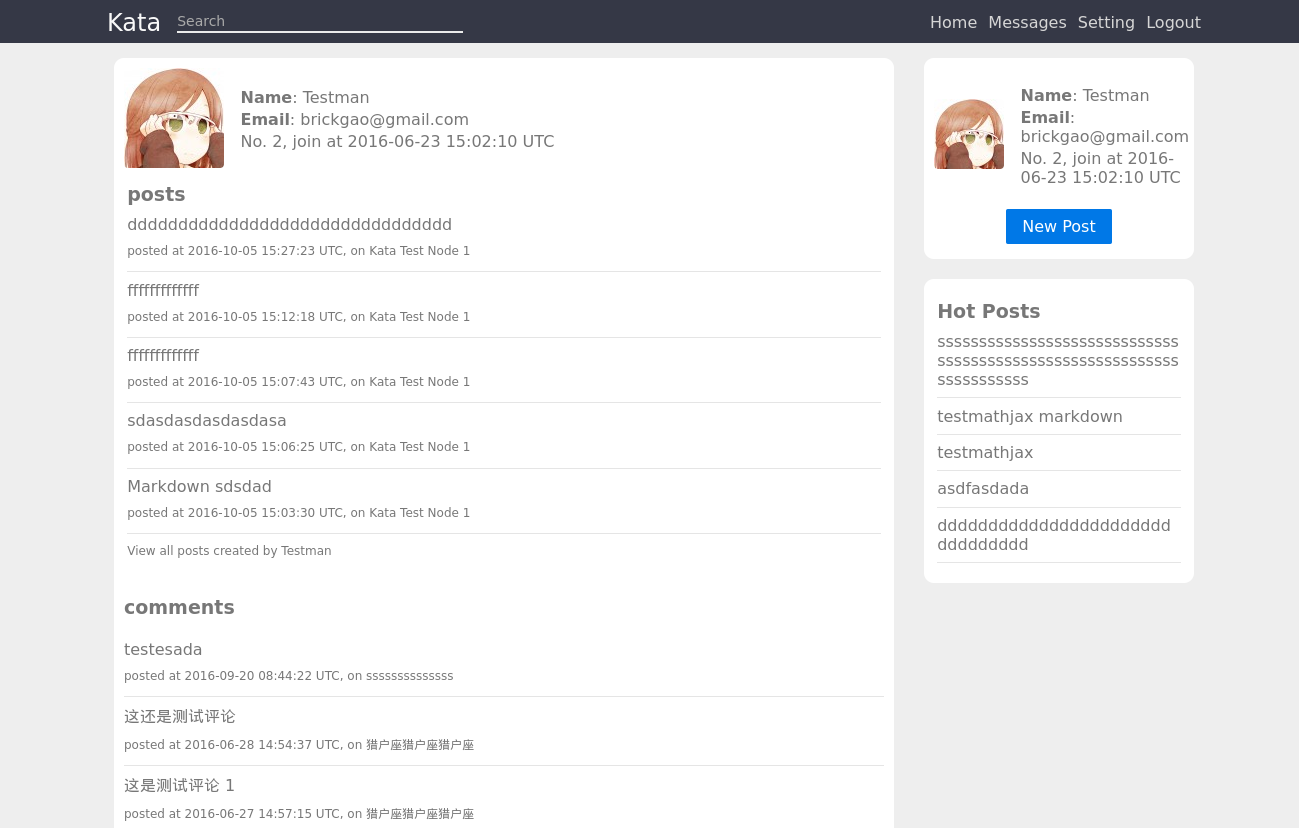 Kata
Search
Home Messages Setting Logout
Name: Testman
Email: brickgao@gmail.com
No. 2, join at 2016-06-23 15:02:10 UTC
posts
dddddddddddddddddddddddddddddddd
posted at 2016-10-05 15:27:23 UTC, on Kata Test Node 1
fffffffffffff
posted at 2016-10-05 15:12:18 UTC, on Kata Test Node 1
fffffffffffff
posted at 2016-10-05 15:07:43 UTC, on Kata Test Node 1
sdasdasdasdasdasa
posted at 2016-10-05 15:06:25 UTC, on Kata Test Node 1
Markdown sdsdad
posted at 2016-10-05 15:03:30 UTC, on Kata Test Node 1
View all posts created by Testman
comments
testesada
posted at 2016-09-20 08:44:22 UTC, on ssssssssssssss
这还是测试评论
posted at 2016-06-28 14:54:37 UTC, on 猎户座猎户座猎户座
这是测试评论 1
posted at 2016-06-27 14:57:15 UTC, on 猎户座猎户座猎户座
Name: Testman
Email:
brickgao@gmail.com
No. 2, join at 2016-
06-23 15:02:10 UTC
New Post
Hot Posts
sssssssssssssssssssssssssssss
sssssssssssssssssssssssssssss
sssssssssss
testmathjax markdown
testmathjax
asdfasdada
ddddddddddddddddddddddd
ddddddddd